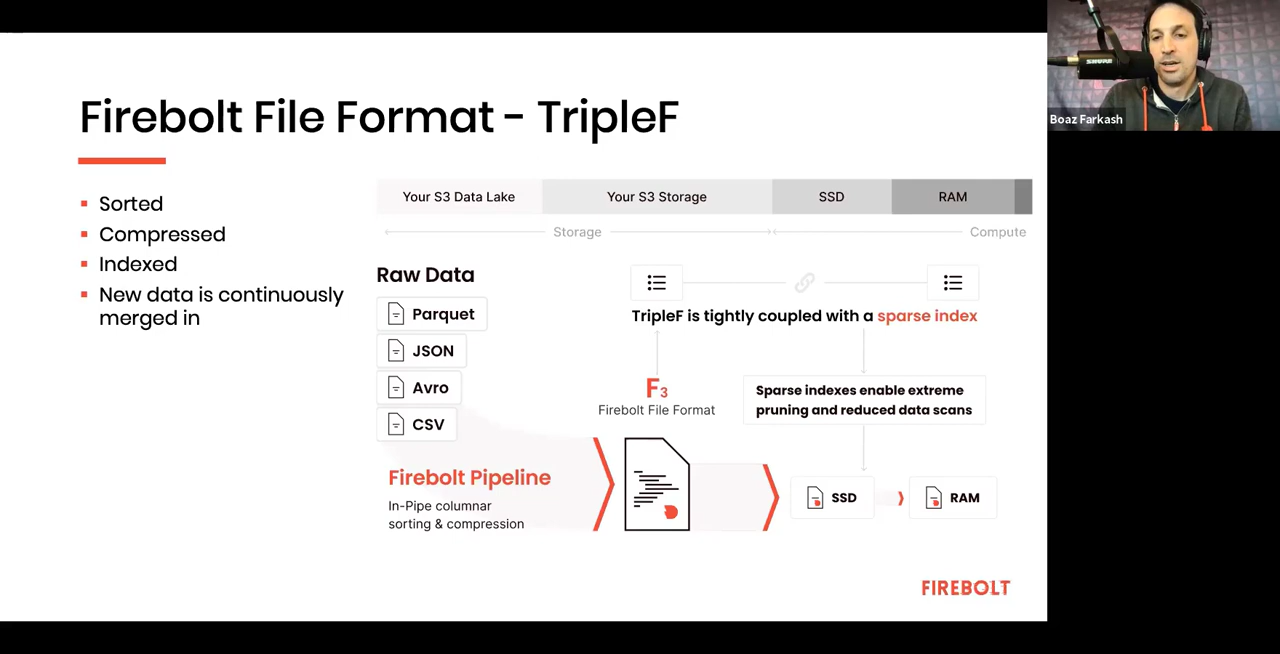 Firebolt File Format - TripleF
Sorted
Compressed
Indexed
New data is continuously
merged in
Your S3 Data Lake
Your S3 Storage
SSD
RAM
Storage
Compute
Raw Data
Parquet
JSON
Avro
CSV
TripleF is tightly coupled with a sparse index
F3
Firebolt File Format
Sparse indexes enable extreme
pruning and reduced data scans
Firebolt Pipeline
In-Pipe columnar
sorting & compression
SSD
RAM
FIREBOLT
SHURE
Boaz Farkash